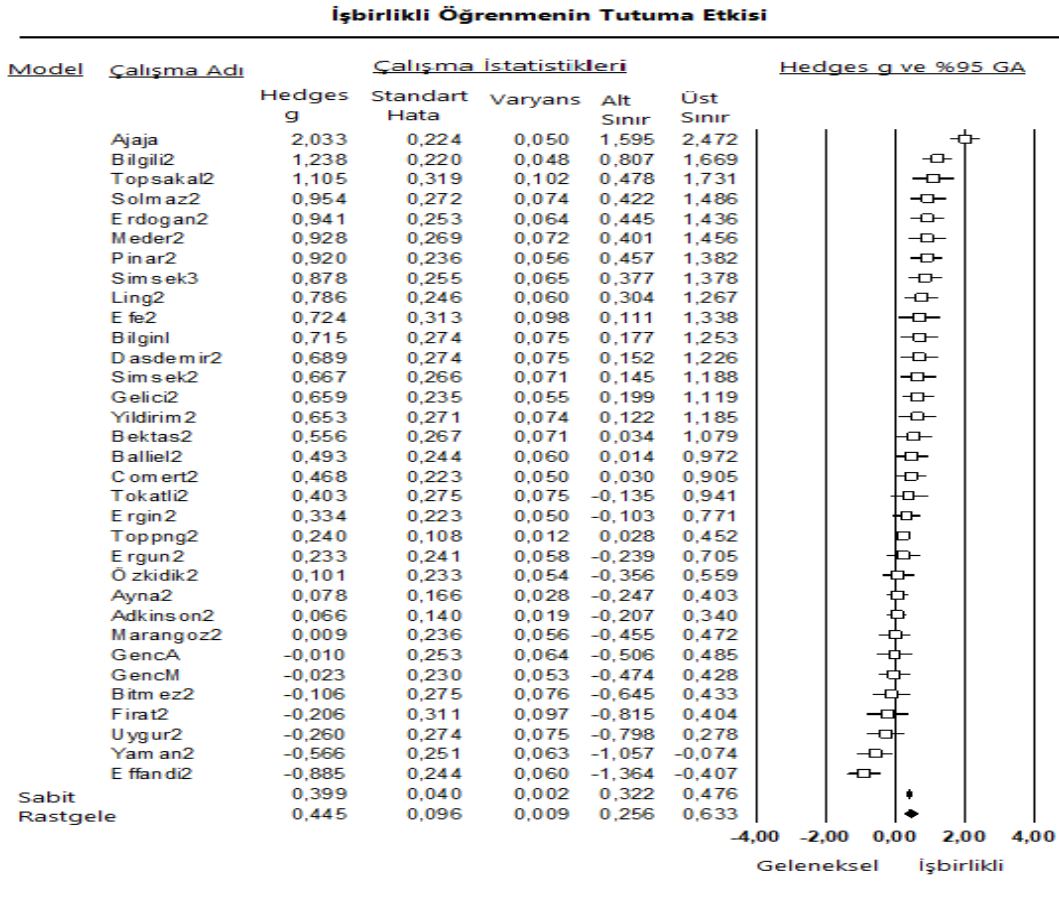 İşbirlikli Öğrenmenin Tutuma Etkisi
Model Çalışma Adı Çalışma İstatistikleri Hedges g ve %95 GA
Hedges g Standart Hata Varyans Alt Sınır Üst Sınır
Ajaja 2,033 0,224 0,050 1,595 2,472
Bilgili2 1,238 0,220 0,048 0,807 1,669
Topsakal2 1,105 0,319 0,102 0,478 1,731
Solmaz2 0,954 0,272 0,074 0,422 1,486
Erdogan2 0,941 0,253 0,064 0,445 1,436
Meder2 0,928 0,269 0,072 0,401 1,456
Pinar2 0,920 0,236 0,056 0,457 1,382
Simsek3 0,878 0,255 0,065 0,377 1,378
Ling2 0,786 0,246 0,060 0,304 1,267
Efe2 0,724 0,313 0,098 0,111 1,338
Bilginl 0,715 0,274 0,075 0,177 1,253
Dasdemir2 0,689 0,274 0,075 0,152 1,226
Simsek2 0,667 0,266 0,071 0,145 1,188
Gelici2 0,659 0,235 0,055 0,199 1,119
Yildirim2 0,653 0,271 0,074 0,122 1,185
Bektas2 0,556 0,267 0,071 0,034 1,079
Balliel2 0,493 0,244 0,060 0,014 0,972
Comert2 0,468 0,223 0,050 0,030 0,905
Tokatli2 0,403 0,275 0,075 -0,135 0,941
Ergin2 0,334 0,223 0,050 -0,103 0,771
Toppng2 0,240 0,108 0,012 0,028 0,452
Ergun2 0,233 0,241 0,058 -0,239 0,705
Özkidik2 0,101 0,233 0,054 -0,356 0,559
Ayna2 0,078 0,166 0,028 -0,247 0,403
Adkinson2 0,066 0,140 0,019 -0,207 0,340
Marangoz2 0,009 0,236 0,056 -0,455 0,472
GencA -0,010 0,253 0,064 -0,506 0,485
GencM -0,023 0,230 0,053 -0,474 0,428
Bitmez2 -0,106 0,275 0,076 -0,645 0,433
Firat2 -0,206 0,311 0,097 -0,815 0,404
Uygur2 -0,260 0,274 0,075 -0,798 0,278
Yaman2 -0,566 0,251 0,063 -1,057 -0,074
Effandi2 -0,885 0,244 0,060 -1,364 -0,407
Sabit 0,399 0,040 0,002 0,322 0,476
Rastgele 0,445 0,096 0,009 0,256 0,633
-4,00 -2,00 0,00 2,00 4,00
Geleneksel İşbirlikli